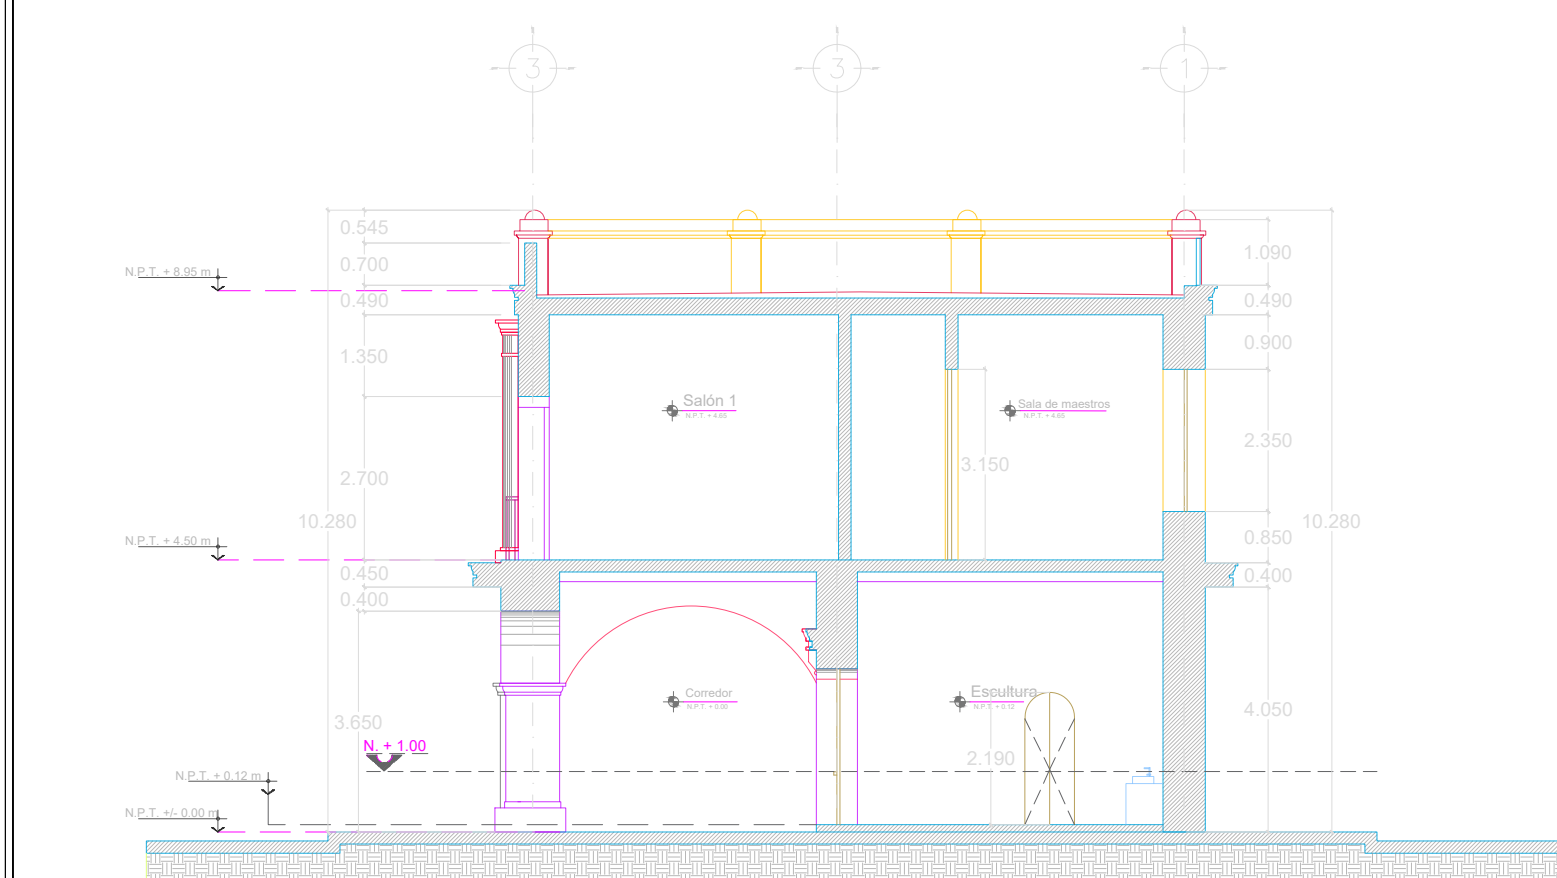 3
3
1
0.545
0.700
N.P.T. + 8.95 m
0.490
1.090
0.490
1.350
0.900
Salón 1
N.P.T. + 4.65
Sala de maestros
N.P.T. + 4.65
2.350
3.150
2.700
10.280
10.280
N.P.T. + 4.50 m
0.850
0.450
0.400
0.400
Corredor
N.P.T. + 0.00
Escultura
N.P.T. + 0.12
4.050
3.650
N. + 1.00
2.190
N.P.T. + 0.12 m
N.P.T. +/- 0.00 m